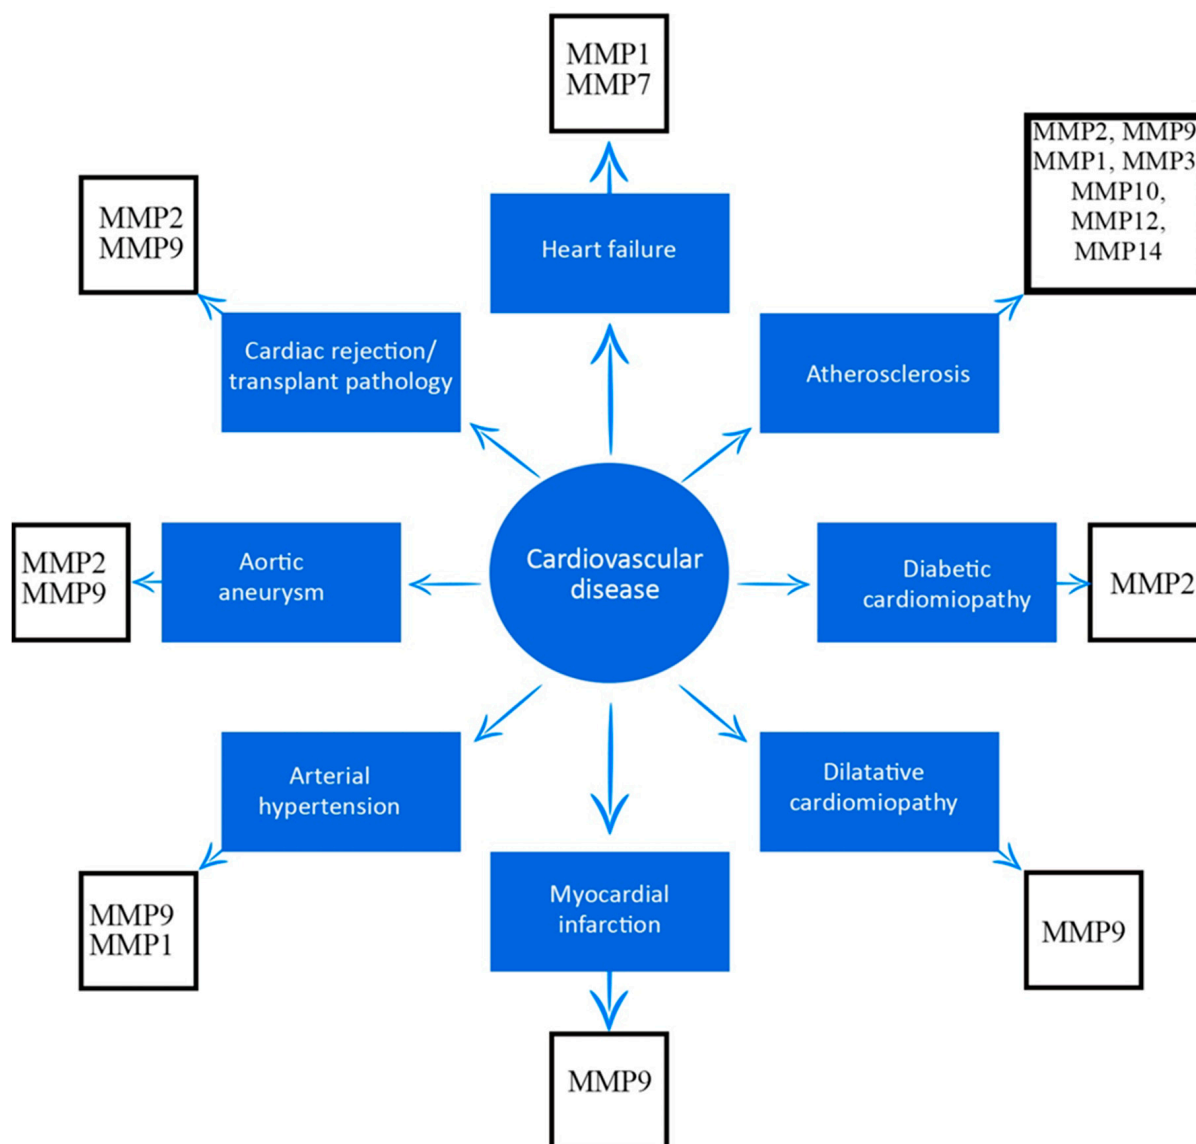 MMP1
MMP7
MMP2, MMP9
MMP1, MMP3
MMP10,
MMP12,
MMP14
MMP2
MMP9
Heart failure
Cardiac rejection/
transplant pathology
Atherosclerosis
MMP2
MMP9
Aortic
aneurysm
Cardiovascular
disease
Diabetic
cardiomiopathy
MMP2
Arterial
hypertension
Dilatative
cardiomiopathy
MMP9
MMP1
Myocardial
infarction
MMP9
MMP9